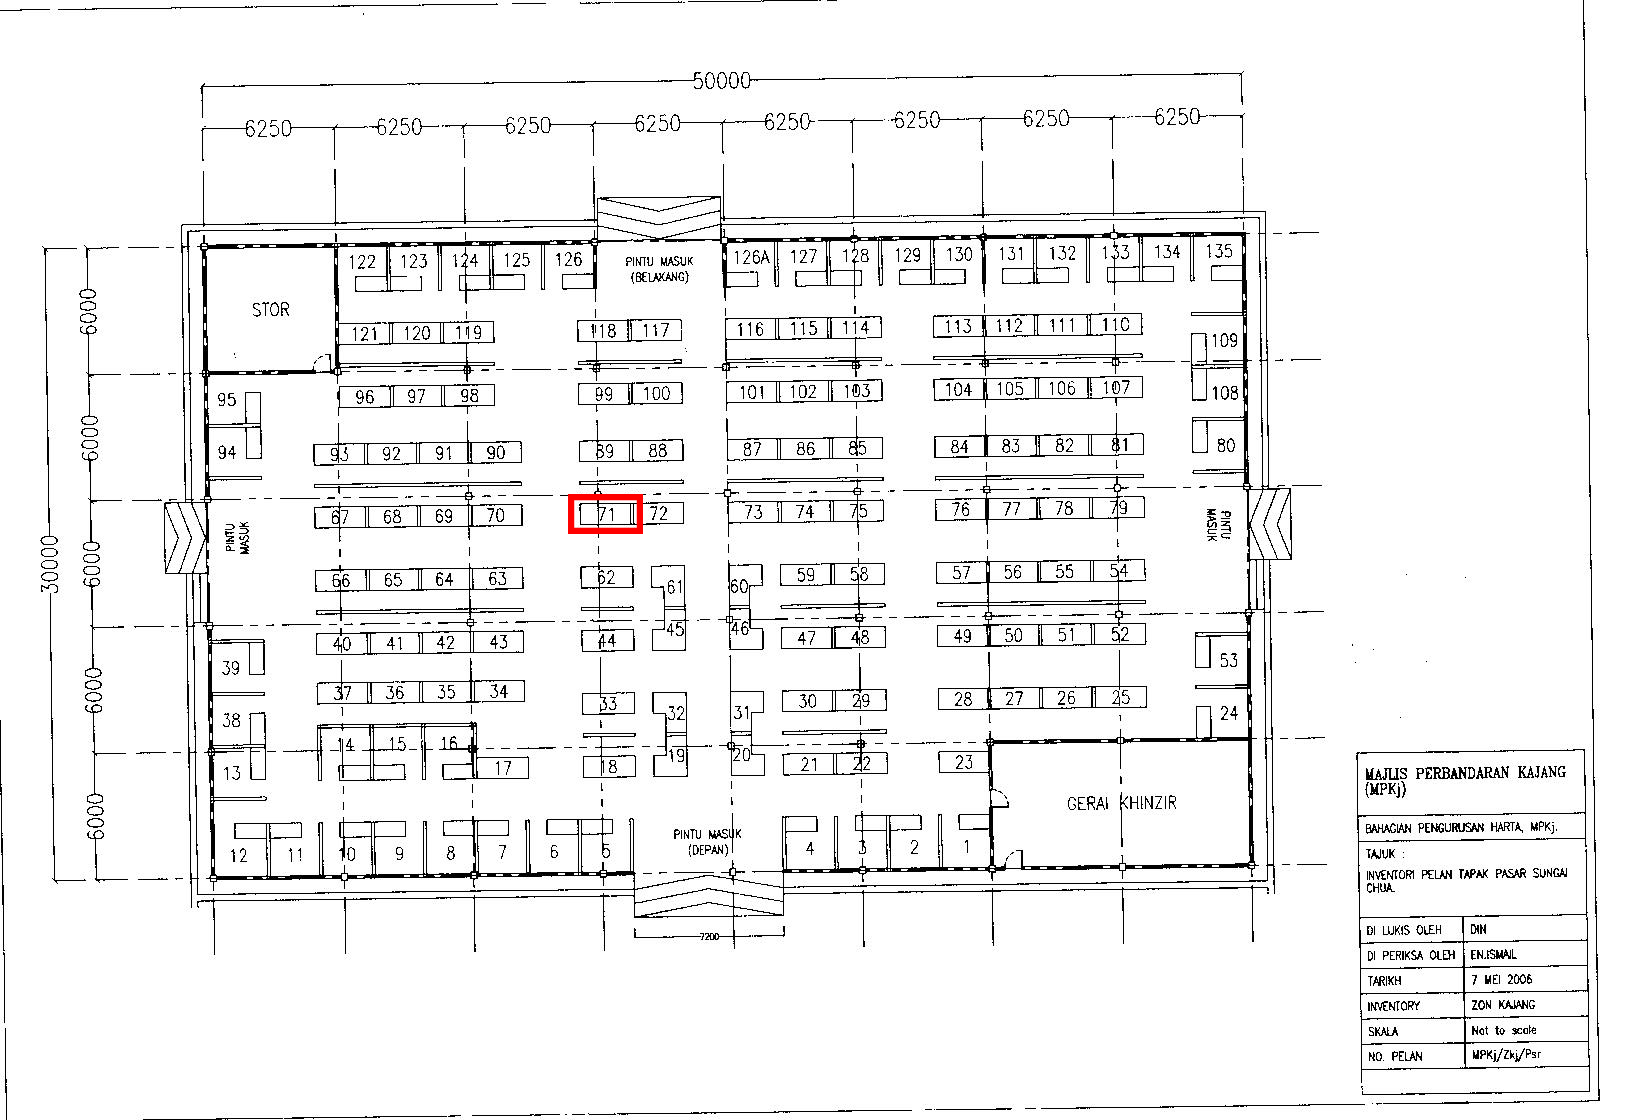 50000
6250 6250 6250 6250 6250 6250 6250 6250
122 123 124 125 126 PINTU MASUK 126A 127 128 129 130 131 132 133 134 135
(BELAKANG)
STOR
6000
121 120 119 118 117 116 115 114 113 112 111 110
109
95 96 97 98 99 100 101 102 103 104 105 106 107 108
6000
94 93 92 91 90 89 88 87 86 85 84 83 82 81 80
67 68 69 70 71 72 73 74 75 76 77 78 79
PINTU MASUK
PINTU MASUK
30000
6000
66 65 64 63 62 61 60 59 58 57 56 55 54
40 41 42 43 44 45 46 47 48 49 50 51 52
39 53
6000
37 36 35 34 33 32 31 30 29 28 27 26 25
38 24
14 15 16
19 20
13 17 18 21 22 23
6000
GERAI KHINZIR
PINTU MASUK
(DEPAN)
12 11 10 9 8 7 6 5 4 3 2 1
7200
MAJLIS PERBANDARAN KAJANG
(MPKj)
BAHAGIAN PENGURUSAN HARTA, MPKj.
TAJUK :
INVENTORI PELAN TAPAK PASAR SUNGAI
CHUA.
DI LUKIS OLEH DIN
DI PERIKSA OLEH EN.ISMAIL
TARIKH 7 MEI 2006
INVENTORY ZON KAJANG
SKALA Not to scale
NO. PELAN MPKj/Zkj/Psr